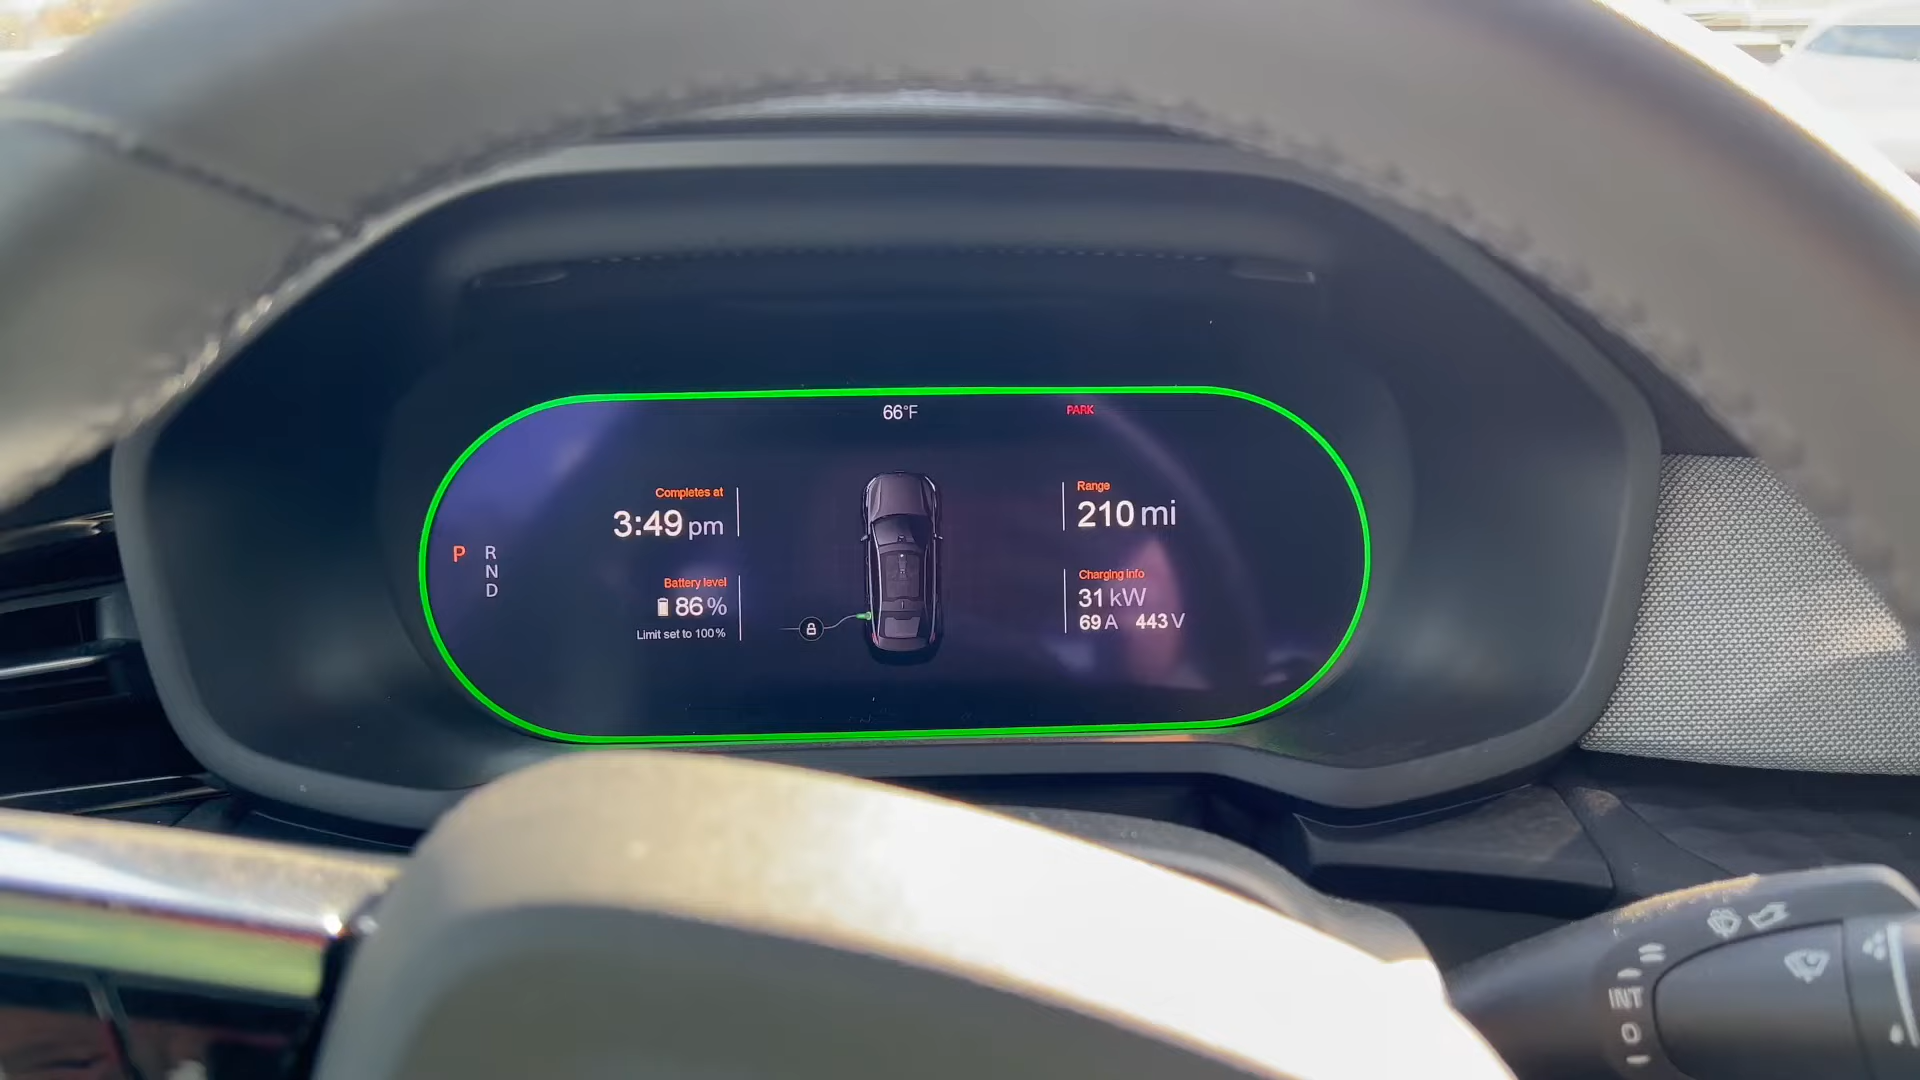 66°F
PARK
Completes at
3:49 pm
Range
210 mi
P
R
N
D
Battery level
86 %
Limit set to 100%
Charging info
31 kW
69 A 443 V
INT
O